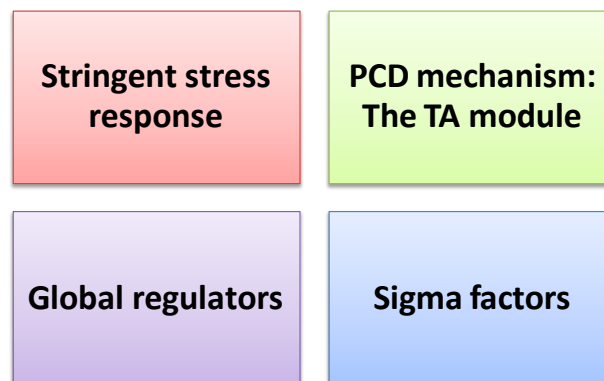 Stringent stress
response
PCD mechanism:
The TA module
Global regulators
Sigma factors